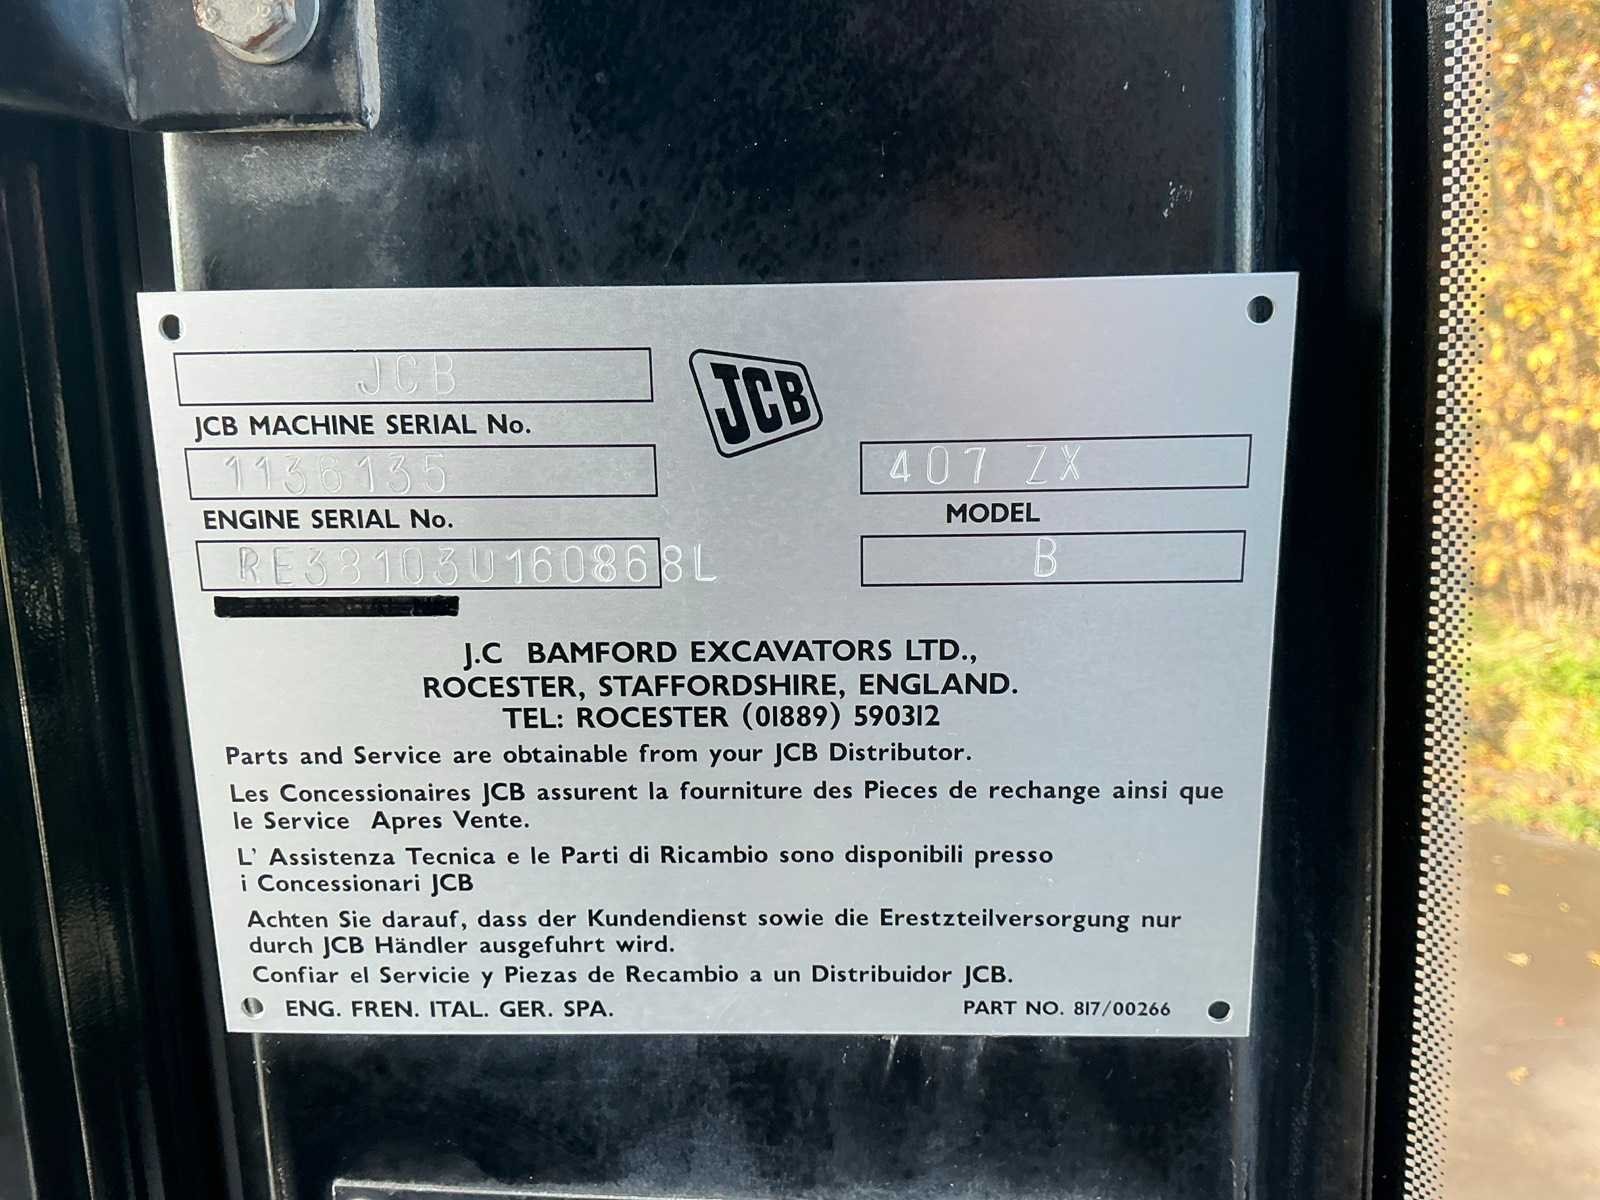 JCB
JCB
JCB MACHINE SERIAL No.
1136135
407 ZX
ENGINE SERIAL No.
MODEL
RE38103U160868L
B
J.C BAMFORD EXCAVATORS LTD.,
ROCESTER, STAFFORDSHIRE, ENGLAND.
TEL: ROCESTER (01889) 590312
Parts and Service are obtainable from your JCB Distributor.
Les Concessionaires JCB assurent la fourniture des Pieces de rechange ainsi que
le Service Apres Vente.
L' Assistenza Tecnica e le Parti di Ricambio sono disponibili presso
i Concessionari JCB
Achten Sie darauf, dass der Kundendienst sowie die Erestzteilversorgung nur
durch JCB Händler ausgefuhrt wird.
Confiar el Servicie y Piezas de Recambio a un Distribuidor JCB.
ENG. FREN. ITAL. GER. SPA.
PART NO. 817/00266